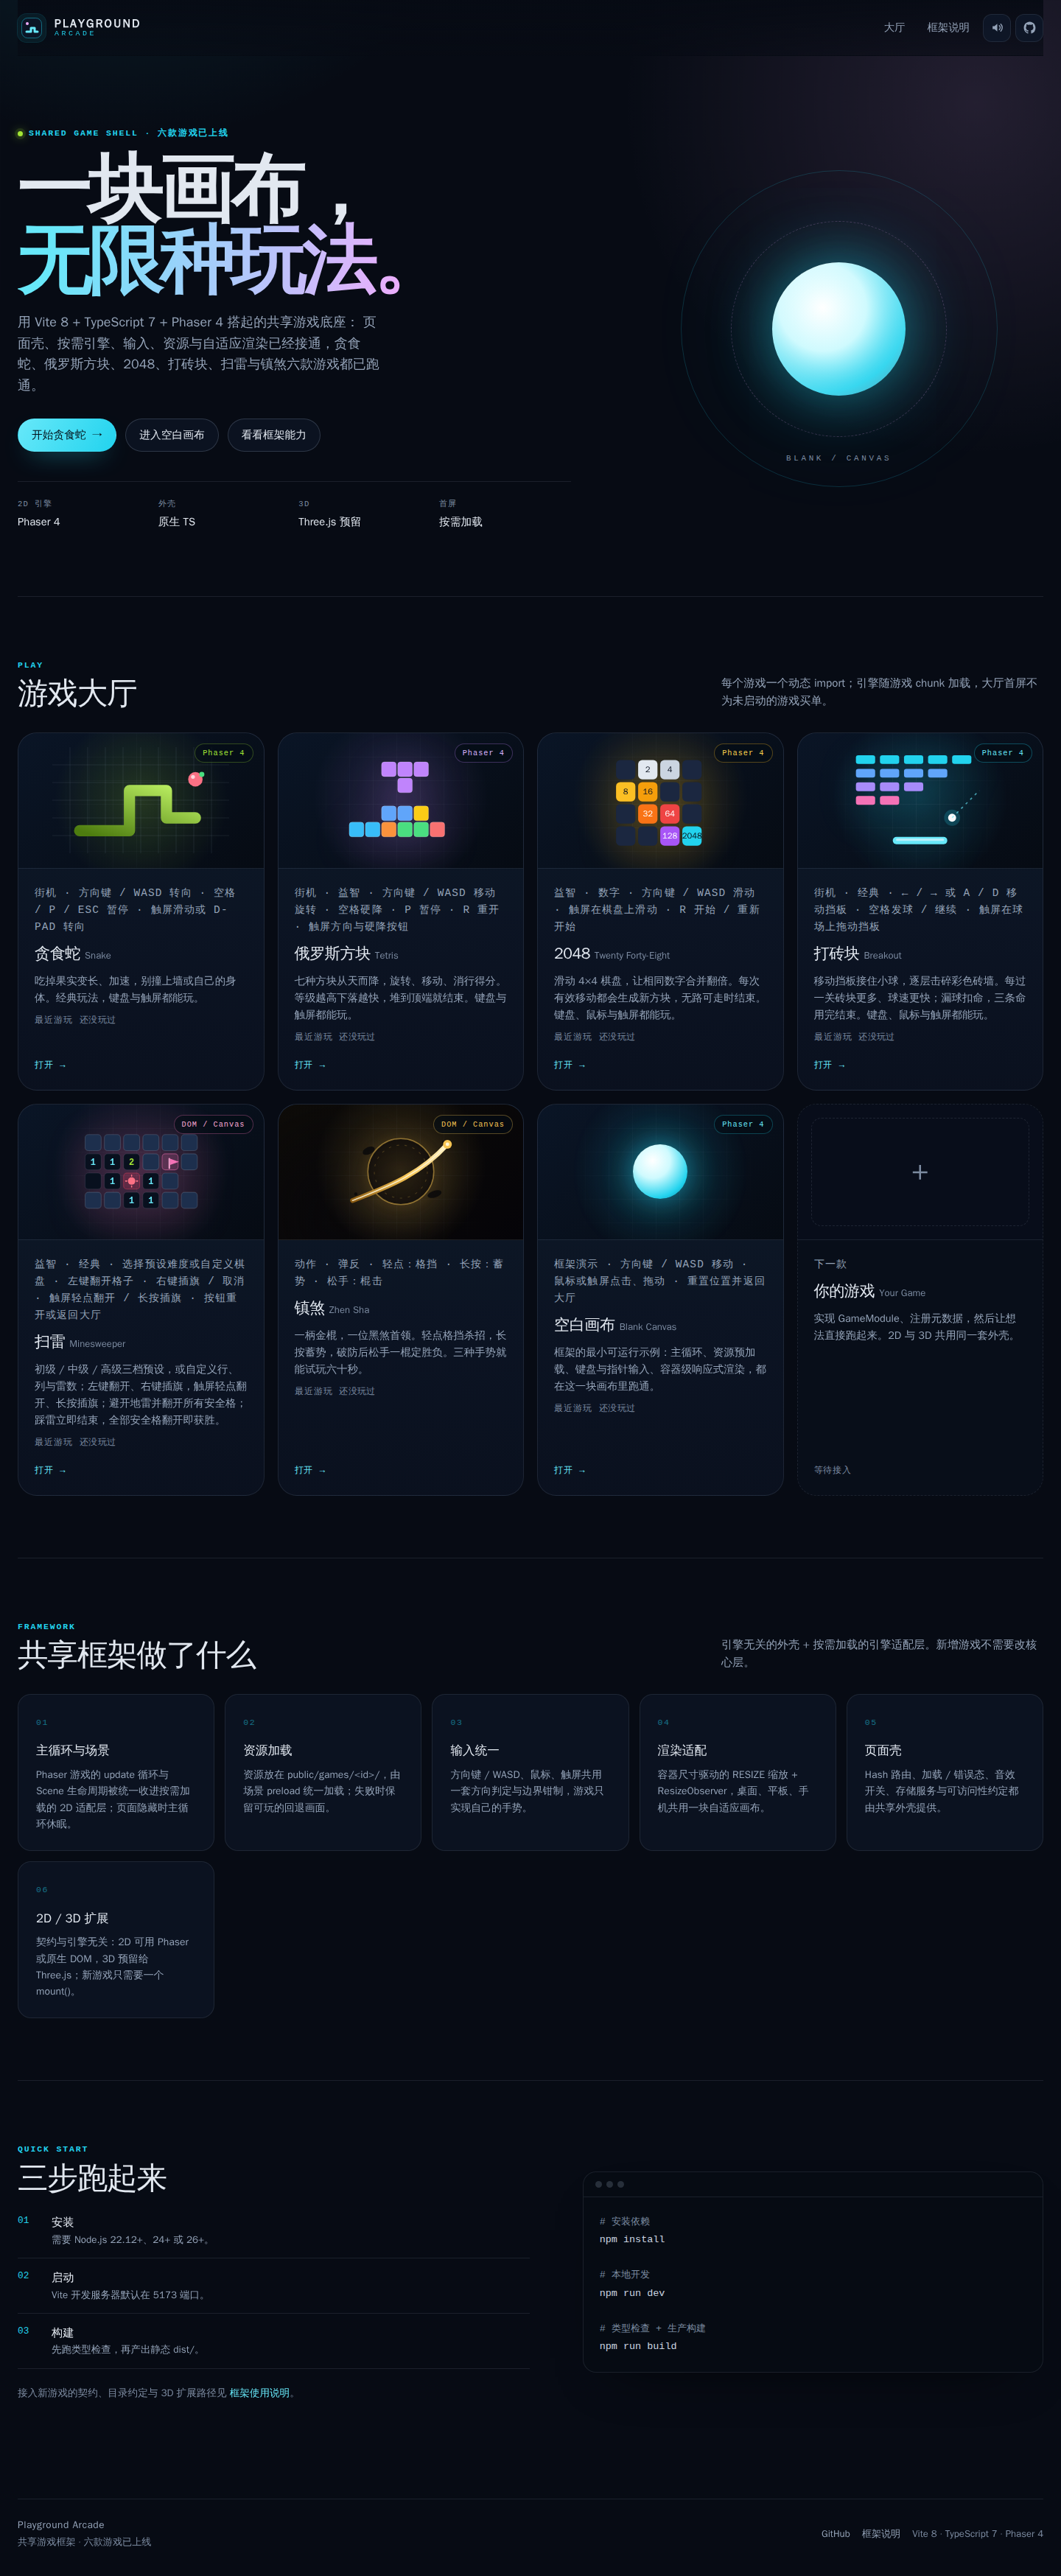 PLAYGROUND
ARCADE
大厅
框架说明
SHARED GAME SHELL · 六款游戏已上线
一块画布，
无限种玩法。
用 Vite 8 + TypeScript 7 + Phaser 4 搭起的共享游戏底座： 页
面壳、按需引擎、输入、资源与自适应渲染已经接通，贪食
蛇、俄罗斯方块、2048、打砖块、扫雷与镇煞六款游戏都已跑
通。
开始贪食蛇 →
进入空白画布
看看框架能力
BLANK / CANVAS
2D 引擎
Phaser 4
外壳
原生 TS
3D
Three.js 预留
首屏
按需加载
PLAY
游戏大厅
每个游戏一个动态 import；引擎随游戏 chunk 加载，大厅首屏不
为未启动的游戏买单。
Phaser 4
街机 · 方向键 / WASD 转向 · 空格
/ P / ESC 暂停 · 触屏滑动或 D-
PAD 转向
贪食蛇 Snake
吃掉果实变长、加速，别撞上墙或自己的身
体。经典玩法，键盘与触屏都能玩。
最近游玩 还没玩过
打开 →
Phaser 4
街机 · 益智 · 方向键 / WASD 移动
旋转 · 空格硬降 · P 暂停 · R 重开
· 触屏方向与硬降按钮
俄罗斯方块 Tetris
七种方块从天而降，旋转、移动、消行得分。
等级越高下落越快，堆到顶端就结束。键盘与
触屏都能玩。
最近游玩 还没玩过
打开 →
Phaser 4
2 4
8 16
32 64
128 2048
益智 · 数字 · 方向键 / WASD 滑动
· 触屏在棋盘上滑动 · R 开始 / 重新
开始
2048 Twenty Forty-Eight
滑动 4×4 棋盘，让相同数字合并翻倍。每次
有效移动都会生成新方块，无路可走时结束。
键盘、鼠标与触屏都能玩。
最近游玩 还没玩过
打开 →
Phaser 4
街机 · 经典 · ← / → 或 A / D 移
动挡板 · 空格发球 / 继续 · 触屏在球
场上拖动挡板
打砖块 Breakout
移动挡板接住小球，逐层击碎彩色砖墙。每过
一关砖块更多、球速更快；漏球扣命，三条命
用完结束。键盘、鼠标与触屏都能玩。
最近游玩 还没玩过
打开 →
DOM / Canvas
1 1 2
1 1
1 1
益智 · 经典 · 选择预设难度或自定义棋
盘 · 左键翻开格子 · 右键插旗 / 取消
· 触屏轻点翻开 / 长按插旗 · 按钮重
开或返回大厅
扫雷 Minesweeper
初级 / 中级 / 高级三档预设，或自定义行、
列与雷数；左键翻开、右键插旗，触屏轻点翻
开、长按插旗；避开地雷并翻开所有安全格；
踩雷立即结束，全部安全格翻开即获胜。
最近游玩 还没玩过
打开 →
DOM / Canvas
动作 · 弹反 · 轻点：格挡 · 长按：蓄
势 · 松手：棍击
镇煞 Zhen Sha
一柄金棍，一位黑煞首领。轻点格挡杀招，长
按蓄势，破防后松手一棍定胜负。三种手势就
能试玩六十秒。
最近游玩 还没玩过
打开 →
Phaser 4
框架演示 · 方向键 / WASD 移动 ·
鼠标或触屏点击、拖动 · 重置位置并返回
大厅
空白画布 Blank Canvas
框架的最小可运行示例：主循环、资源预加
载、键盘与指针输入、容器级响应式渲染，都
在这一块画布里跑通。
最近游玩 还没玩过
打开 →
+
下一款
你的游戏 Your Game
实现 GameModule、注册元数据，然后让想
法直接跑起来。2D 与 3D 共用同一套外壳。
等待接入
FRAMEWORK
共享框架做了什么
引擎无关的外壳 + 按需加载的引擎适配层。新增游戏不需要改核
心层。
01
主循环与场景
Phaser 游戏的 update 循环与
Scene 生命周期被统一收进按需加
载的 2D 适配层；页面隐藏时主循
环休眠。
02
资源加载
资源放在 public/games/<id>/，由
场景 preload 统一加载；失败时保
留可玩的回退画面。
03
输入统一
方向键 / WASD、鼠标、触屏共用
一套方向判定与边界钳制，游戏只
实现自己的手势。
04
渲染适配
容器尺寸驱动的 RESIZE 缩放 +
ResizeObserver，桌面、平板、手
机共用一块自适应画布。
05
页面壳
Hash 路由、加载 / 错误态、音效
开关、存储服务与可访问性约定都
由共享外壳提供。
06
2D / 3D 扩展
契约与引擎无关：2D 可用 Phaser
或原生 DOM，3D 预留给
Three.js；新游戏只需要一个
mount()。
QUICK START
三步跑起来
01
安装
需要 Node.js 22.12+、24+ 或 26+。
02
启动
Vite 开发服务器默认在 5173 端口。
03
构建
先跑类型检查，再产出静态 dist/。
接入新游戏的契约、目录约定与 3D 扩展路径见 框架使用说明。
# 安装依赖
npm install
# 本地开发
npm run dev
# 类型检查 + 生产构建
npm run build
Playground Arcade
共享游戏框架 · 六款游戏已上线
GitHub
框架说明
Vite 8 · TypeScript 7 · Phaser 4